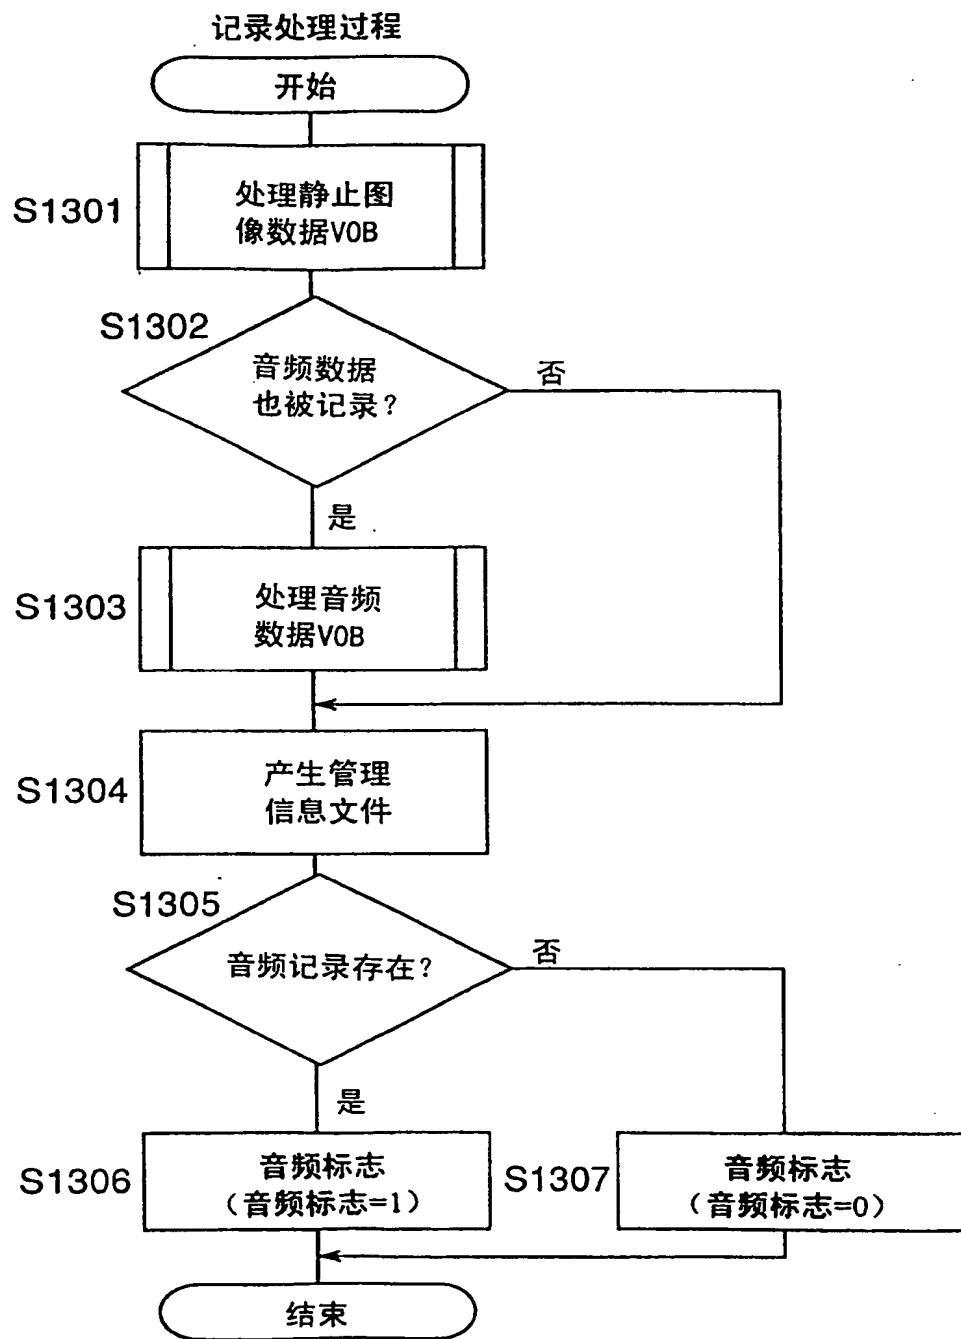 记录处理过程
开始
S1301
处理静止图
像数据VOB
S1302
音频数据
也被记录？
否
是
S1303
处理音频
数据VOB
S1304
产生管理
信息文件
S1305
音频记录存在？
否
是
S1306
音频标志
（音频标志=1）
S1307
音频标志
（音频标志=0）
结束